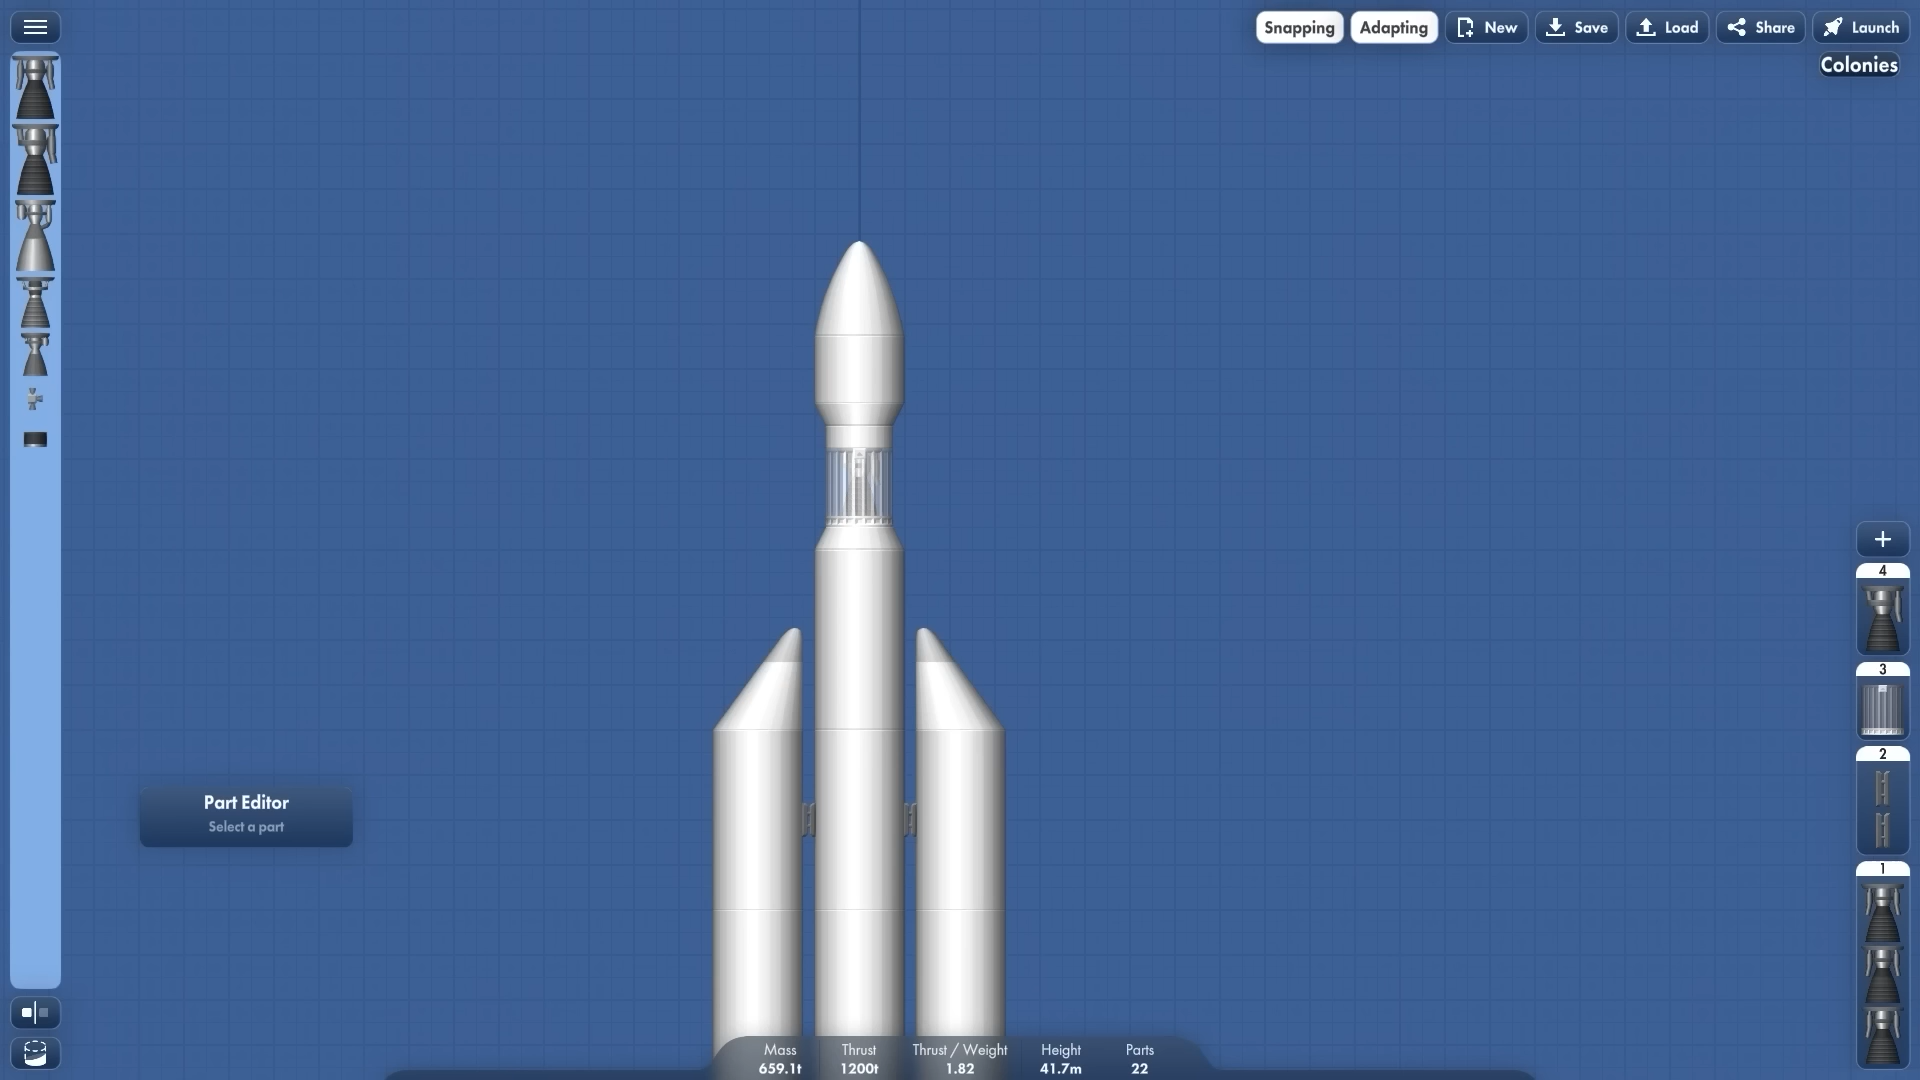 Snapping
Adapting
New
Save
Load
Share
Launch
Colonies
4
3
2
1
Part Editor
Select a part
Mass Thrust Thrust / Weight Height Parts
659.1t 1200t 1.82 41.7m 22